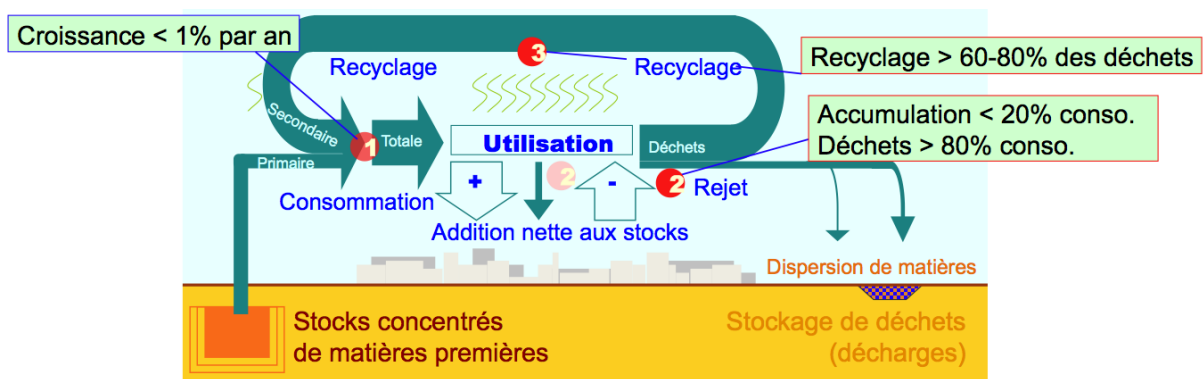 Croissance < 1% par an
3
Recyclage
Recyclage
Recyclage > 60-80% des déchets
Accumulation < 20% conso.
Déchets > 80% conso.
Secondaire
1
Totale
Utilisation
Déchets
Primaire
+
2
-
2
Rejet
Consommation
Addition nette aux stocks
Dispersion de matières
Stocks concentrés
de matières premières
Stockage de déchets
(décharges)